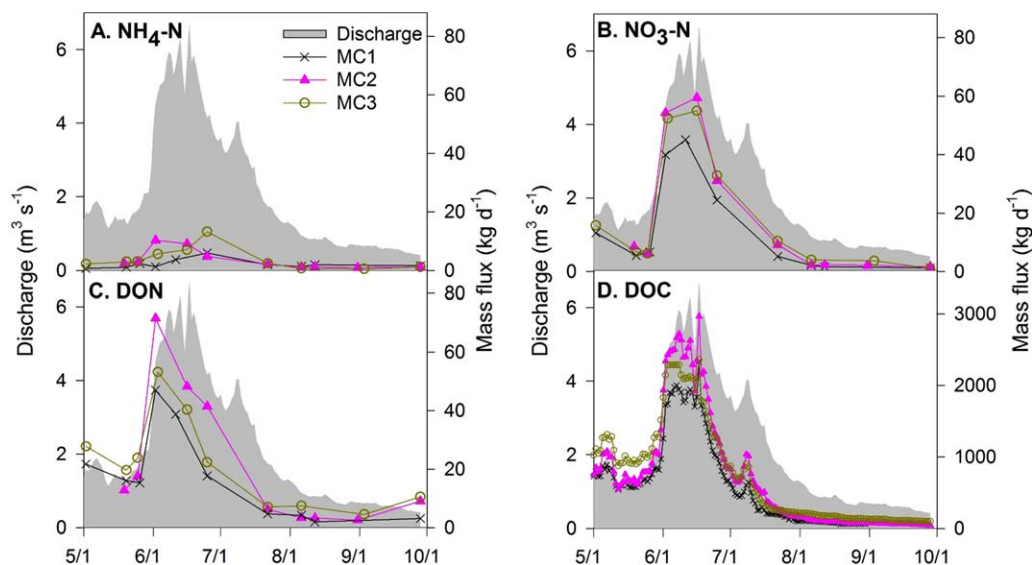 A. NH4-N
Discharge
MC1
MC2
MC3
6
4
2
0
80
60
40
20
0
B. NO3-N
6
4
2
0
80
60
40
20
0
Discharge (m3 s-1)
Mass flux (kg d-1)
Discharge (m3 s-1)
Mass flux (kg d-1)
C. DON
6
4
2
0
80
60
40
20
0
5/1 6/1 7/1 8/1 9/1 10/1
D. DOC
6
4
2
0
3000
2000
1000
0
5/1 6/1 7/1 8/1 9/1 10/1